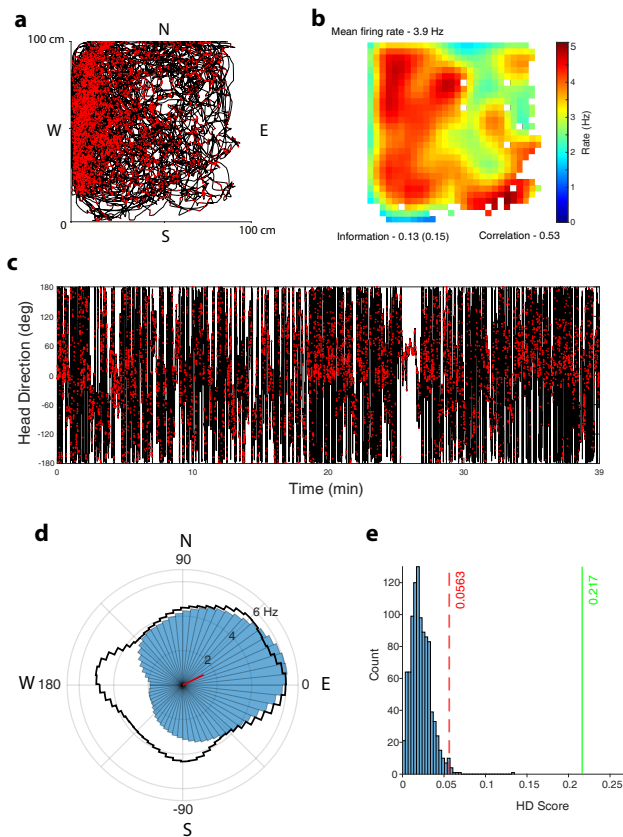 a
N
100 cm
W
E
0
S
100 cm
b
Mean firing rate - 3.9 Hz
5
4
3
2
1
0
Rate (Hz)
Information - 0.13 (0.15)
Correlation - 0.53
c
Head Direction (deg)
180
120
60
0
-60
-120
-180
0
10
20
30
39
Time (min)
d
N
90
6 Hz
4
2
W 180
0 E
-90
S
e
0.0563
0.217
120
100
80
60
40
20
0
Count
0
0.05
0.1
0.15
0.2
0.25
HD Score